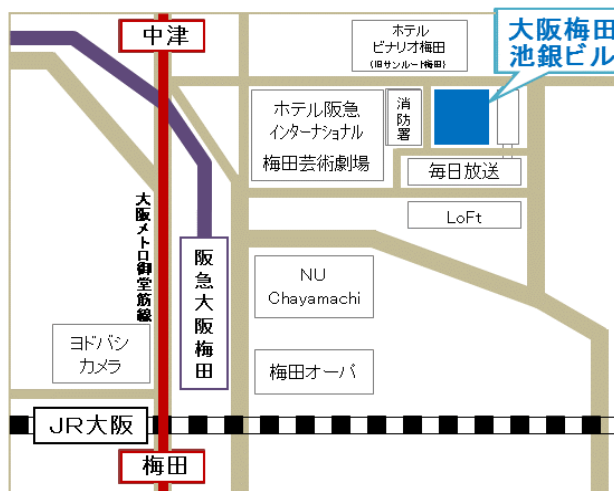 中津
ホテル
ビナリオ梅田
(旧サンルート梅田)
大阪梅田
池銀ビル
ホテル阪急
インターナショナル
梅田芸術劇場
消防署
毎日放送
LoFt
大阪メトロ御堂筋線
阪急大阪梅田
NU
Chayamachi
ヨドバシ
カメラ
梅田オーパ
JR大阪
梅田